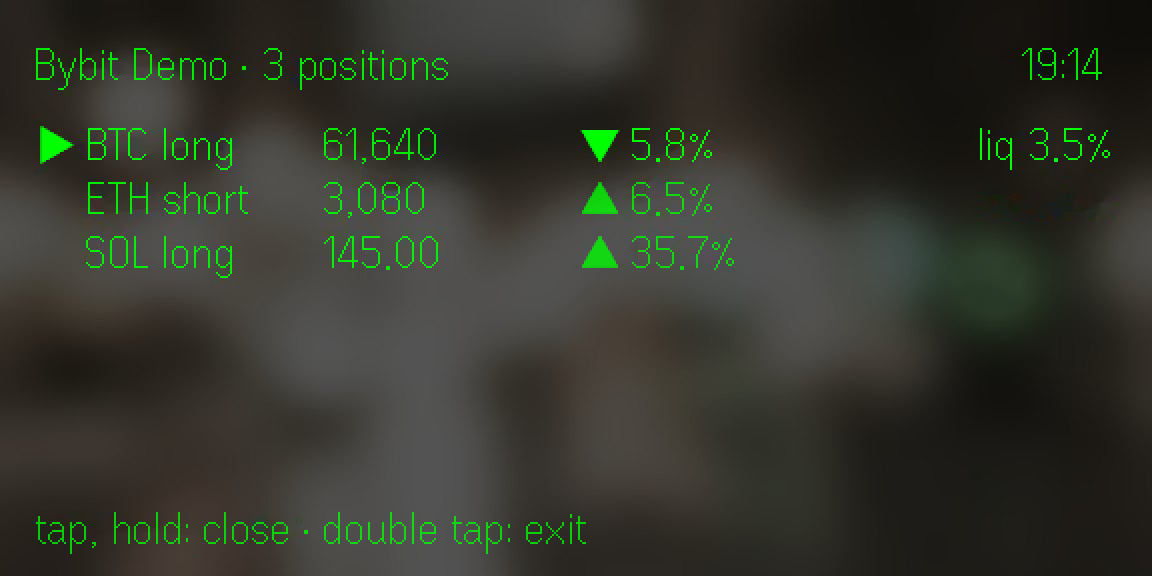 Bybit Demo · 3 positions 19:14
▶ BTC long 61,640 ▼ 5.8% liq 3.5%
ETH short 3,080 ▲ 6.5%
SOL long 145.00 ▲ 35.7%
tap, hold: close · double tap: exit